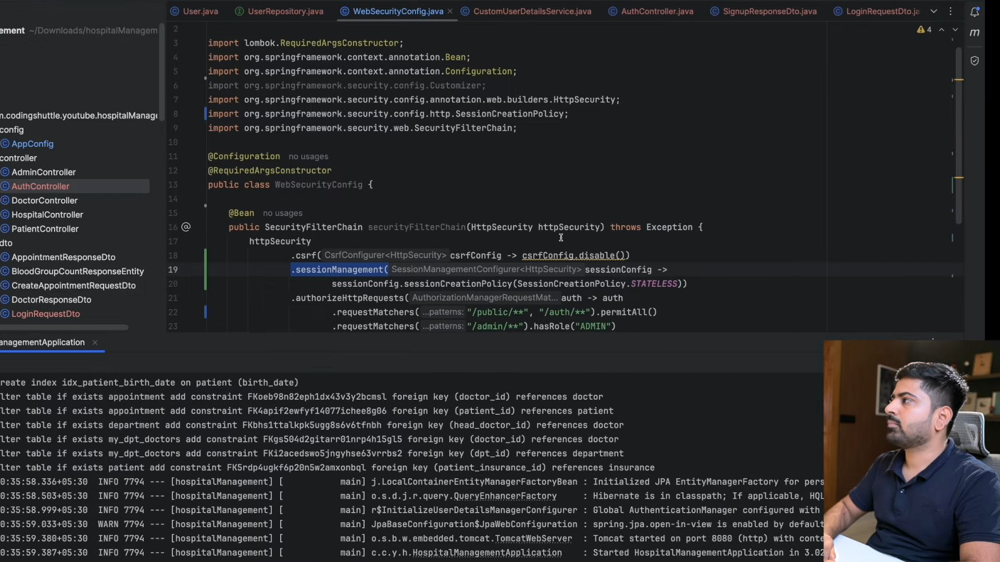 User.java
UserRepository.java
WebSecurityConfig.java
CustomUserDetailsService.java
AuthController.java
SignupResponseDto.java
LoginRequestDto.ja
ement ~/Downloads/hospitalManagem
m.codingshuttle.youtube.hospitalManage
config
AppConfig
controller
AdminController
AuthController
DoctorController
HospitalController
PatientController
dto
AppointmentResponseDto
BloodGroupCountResponseEntity
CreateAppointmentRequestDto
DoctorResponseDto
LoginRequestDto
4
m
2
3 import lombok.RequiredArgsConstructor;
4 import org.springframework.context.annotation.Bean;
5 import org.springframework.context.annotation.Configuration;
6 import org.springframework.security.config.Customizer;
7 import org.springframework.security.config.annotation.web.builders.HttpSecurity;
8 import org.springframework.security.config.http.SessionCreationPolicy;
9 import org.springframework.security.web.SecurityFilterChain;
10
11 @Configuration no usages
12 @RequiredArgsConstructor
13 public class WebSecurityConfig {
14
15 @Bean no usages
16 public SecurityFilterChain securityFilterChain(HttpSecurity httpSecurity) throws Exception {
17 httpSecurity
18 .csrf( CsrfConfigurer<HttpSecurity> csrfConfig -> csrfConfig.disable())
19 .sessionManagement( SessionManagementConfigurer<HttpSecurity> sessionConfig ->
20 sessionConfig.sessionCreationPolicy(SessionCreationPolicy.STATELESS))
21 .authorizeHttpRequests( AuthorizationManagerRequestMat... auth -> auth
22 .requestMatchers( ...patterns: "/public/**", "/auth/**").permitAll()
23 .requestMatchers( ...patterns: "/admin/**").hasRole("ADMIN")
anagementApplication
reate index idx_patient_birth_date on patient (birth_date)
lter table if exists appointment add constraint FKoeb98n82eph1dx43v3y2bcmsl foreign key (doctor_id) references doctor
lter table if exists appointment add constraint FK4apif2ewfyf14077ichee8g06 foreign key (patient_id) references patient
lter table if exists department add constraint FKbhs1ttalkpk5ugg8s6v6tfnbh foreign key (head_doctor_id) references doctor
lter table if exists my_dpt_doctors add constraint FKgs504d2gitarr01nrp4h15gl5 foreign key (doctor_id) references doctor
lter table if exists my_dpt_doctors add constraint FKi2acedswo5jngyhse63vrrbs2 foreign key (dpt_id) references department
lter table if exists patient add constraint FK5rdp4ugkf6p20n5w2amxonbql foreign key (patient_insurance_id) references insurance
0:35:58.336+05:30 INFO 7794 --- [hospitalManagement] [ main] j.LocalContainerEntityManagerFactoryBean : Initialized JPA EntityManagerFactory for pers
0:35:58.503+05:30 INFO 7794 --- [hospitalManagement] [ main] o.s.d.j.r.query.QueryEnhancerFactory : Hibernate is in classpath; If applicable, HQL
0:35:58.999+05:30 INFO 7794 --- [hospitalManagement] [ main] r$InitializeUserDetailsManagerConfigurer : Global AuthenticationManager configured with
0:35:59.033+05:30 WARN 7794 --- [hospitalManagement] [ main] JpaBaseConfiguration$JpaWebConfiguration : spring.jpa.open-in-view is enabled by default
0:35:59.380+05:30 INFO 7794 --- [hospitalManagement] [ main] o.s.b.w.embedded.tomcat.TomcatWebServer : Tomcat started on port 8080 (http) with conte
0:35:59.387+05:30 INFO 7794 --- [hospitalManagement] [ main] c.c.y.h.HospitalManagementApplication : Started HospitalManagementApplication in 3.02